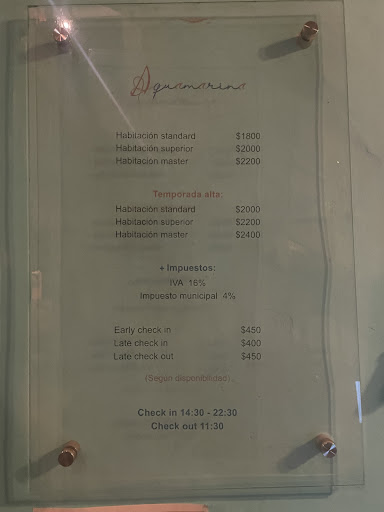 Aquamarina
Habitación standard $1800
Habitación superior $2000
Habitación master $2200
Temporada alta:
Habitación standard $2000
Habitación superior $2200
Habitación master $2400
+ Impuestos:
IVA 16%
Impuesto municipal 4%
Early check in $450
Late check in $400
Late check out $450
(Según disponibilidad)
Check in 14:30 - 22:30
Check out 11:30